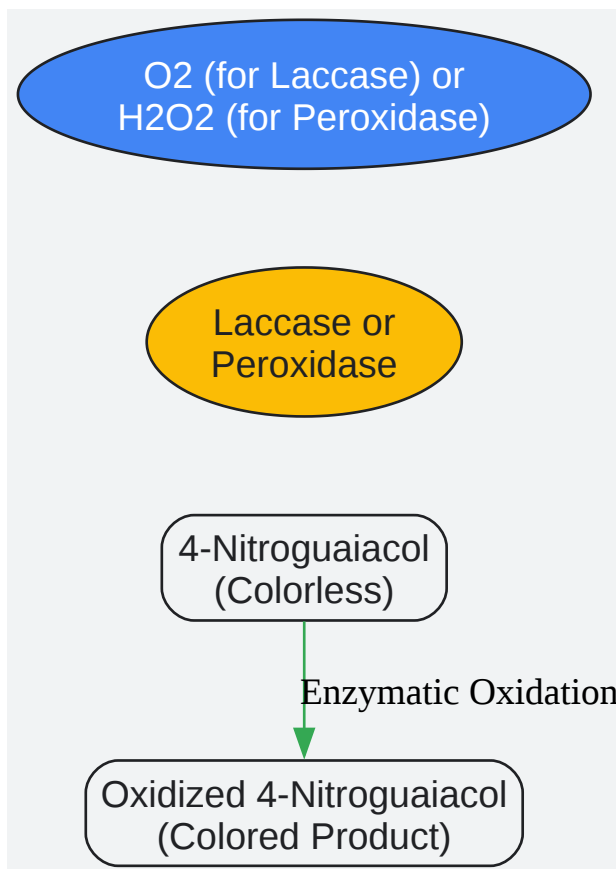 O2 (for Laccase) or
H2O2 (for Peroxidase)
Laccase or
Peroxidase
4-Nitroguaiacol
(Colorless)
Enzymatic Oxidation
Oxidized 4-Nitroguaiacol
(Colored Product)